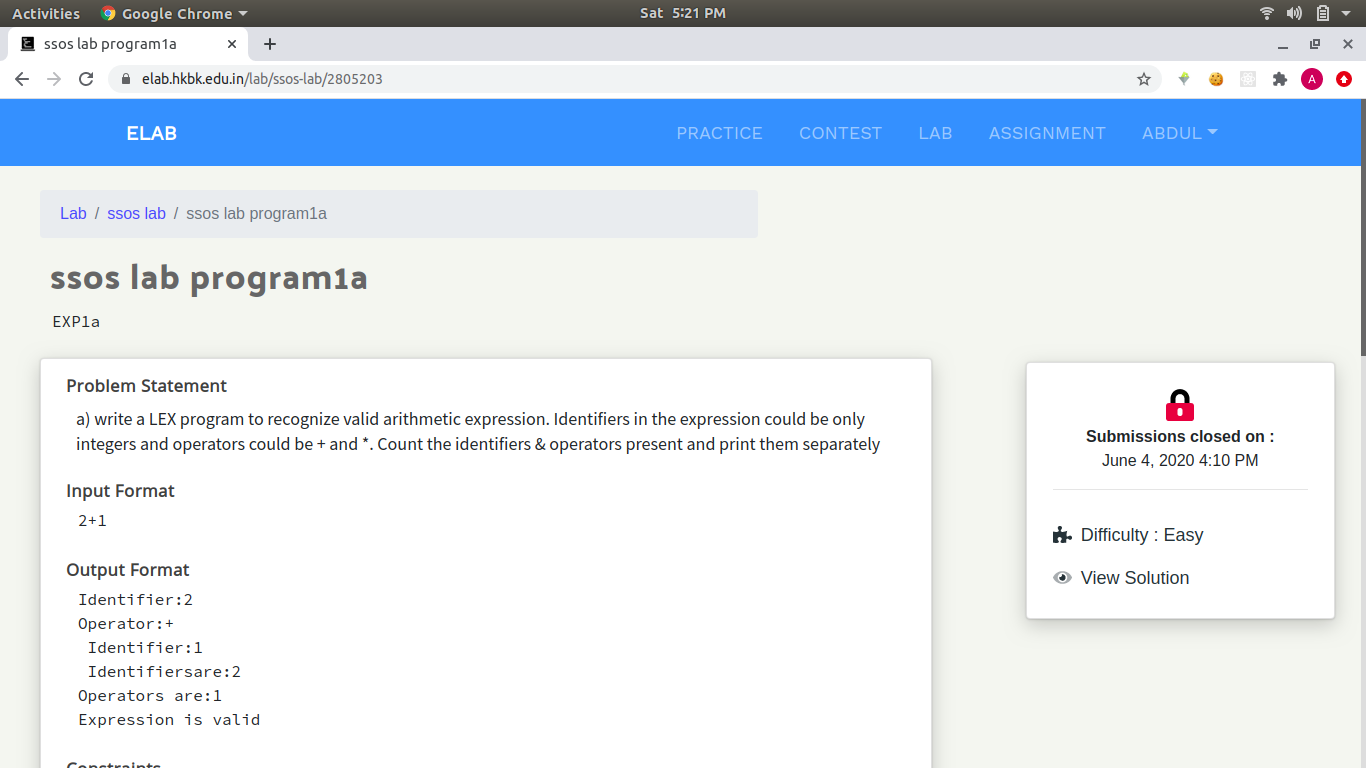 Activities Google Chrome Sat 5:21 PM
ssos lab program1a
elab.hkbk.edu.in/lab/ssos-lab/2805203 A
ELAB PRACTICE CONTEST LAB ASSIGNMENT ABDUL
Lab / ssos lab / ssos lab program1a
ssos lab program1a
EXP1a
Problem Statement
a) write a LEX program to recognize valid arithmetic expression. Identifiers in the expression could be only
integers and operators could be + and *. Count the identifiers & operators present and print them separately
Input Format
2+1
Output Format
Identifier:2
Operator:+
Identifier:1
Identifiersare:2
Operators are:1
Expression is valid
Constraints
Submissions closed on :
June 4, 2020 4:10 PM
Difficulty : Easy
View Solution